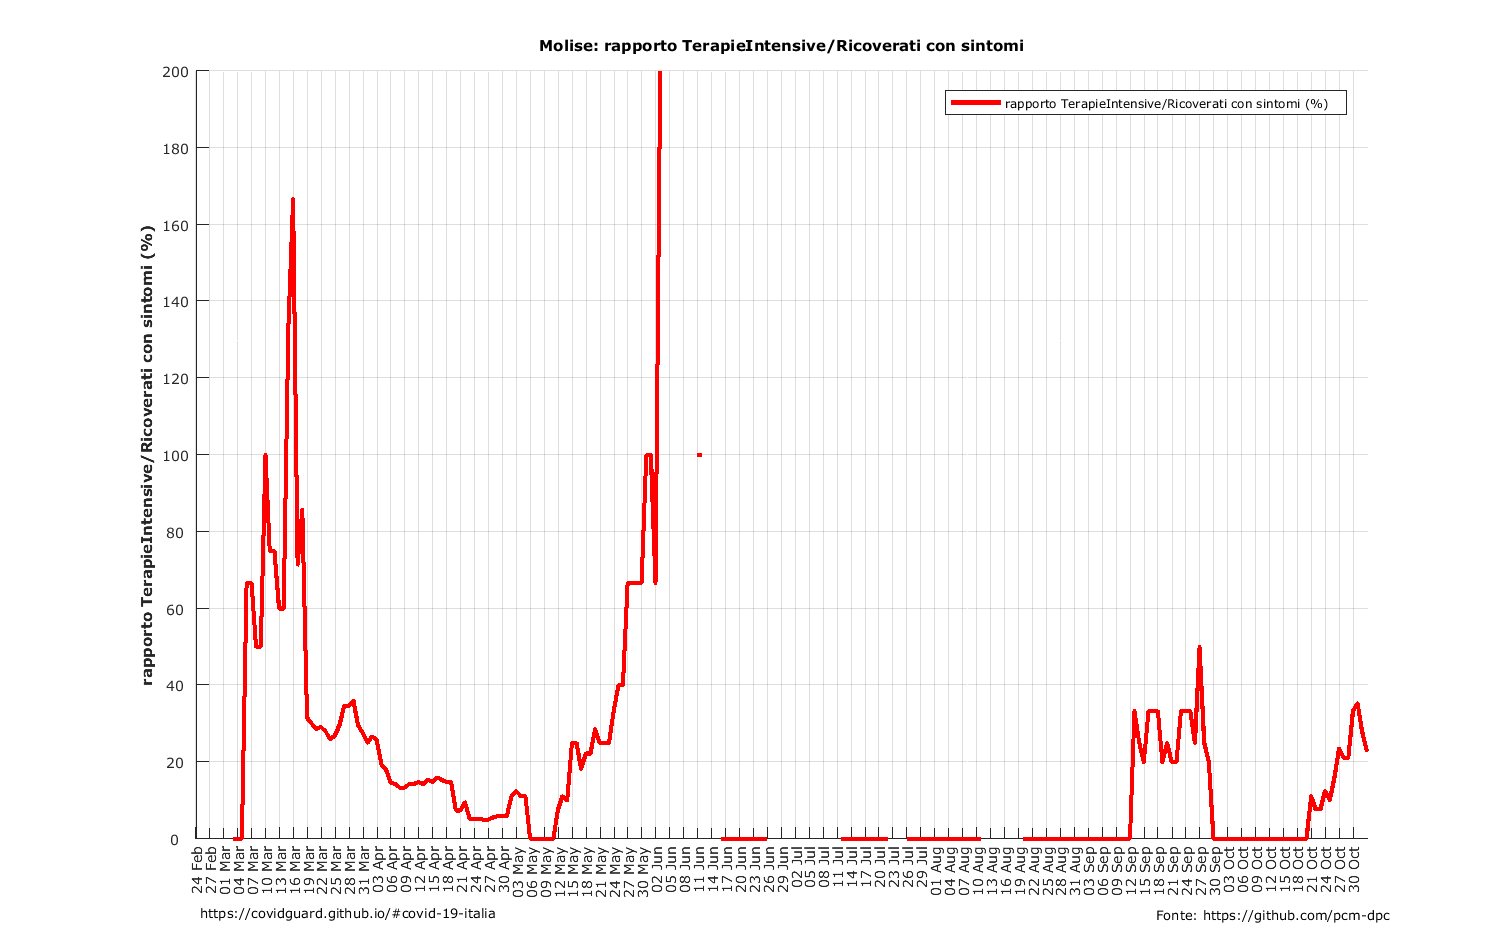 Molise: rapporto TerapieIntensive/Ricoverati con sintomi
rapporto TerapieIntensive/Ricoverati con sintomi (%)
rapporto TerapieIntensive/Ricoverati con sintomi (%)
200
180
160
140
120
100
80
60
40
20
0
24 Feb
27 Feb
01 Mar
04 Mar
07 Mar
10 Mar
13 Mar
16 Mar
19 Mar
22 Mar
25 Mar
28 Mar
31 Mar
03 Apr
06 Apr
09 Apr
12 Apr
15 Apr
18 Apr
21 Apr
24 Apr
27 Apr
30 Apr
03 May
06 May
09 May
12 May
15 May
18 May
21 May
24 May
27 May
30 May
02 Jun
05 Jun
08 Jun
11 Jun
14 Jun
17 Jun
20 Jun
23 Jun
26 Jun
29 Jun
02 Jul
05 Jul
08 Jul
11 Jul
14 Jul
17 Jul
20 Jul
23 Jul
26 Jul
29 Jul
01 Aug
04 Aug
07 Aug
10 Aug
13 Aug
16 Aug
19 Aug
22 Aug
25 Aug
28 Aug
31 Aug
03 Sep
06 Sep
09 Sep
12 Sep
15 Sep
18 Sep
21 Sep
24 Sep
27 Sep
30 Sep
03 Oct
06 Oct
09 Oct
12 Oct
15 Oct
18 Oct
21 Oct
24 Oct
27 Oct
30 Oct
https://covidguard.github.io/#covid-19-italia
Fonte: https://github.com/pcm-dpc